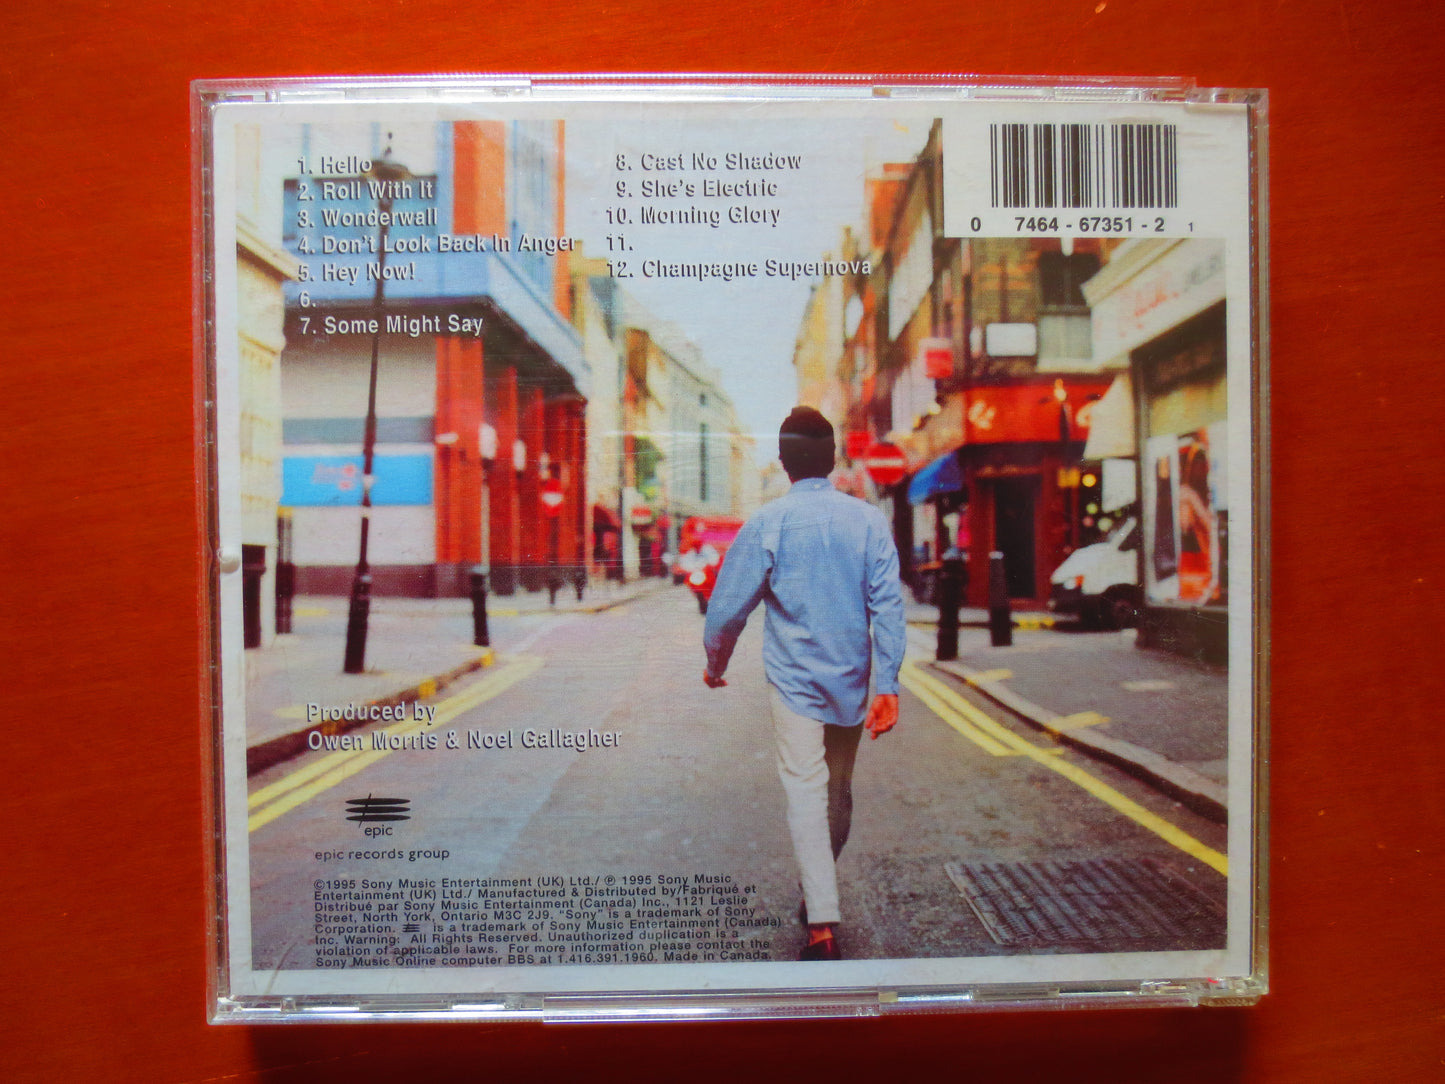 1. Hello
2. Roll With It
3. Wonderwall
4. Don't Look Back In Anger
5. Hey Now!
6.
7. Some Might Say
8. Cast No Shadow
9. She's Electric
10. Morning Glory
11.
12. Champagne Supernova
0 7464 - 67351 - 2 1
Produced by
Owen Morris & Noel Gallagher
epic
epic records group
©1995 Sony Music Entertainment (UK) Ltd./ ℗ 1995 Sony Music
Entertainment (UK) Ltd./ Manufactured & Distributed by/Fabriqué et
Distribué par Sony Music Entertainment (Canada) Inc., 1121 Leslie
Street, North York, Ontario M3C 2J9. "Sony" is a trademark of Sony
Corporation. is a trademark of Sony Music Entertainment (Canada)
Inc. Warning: All Rights Reserved. Unauthorized duplication is a
violation of applicable laws. For more information please contact the
Sony Music Online computer BBS at 1.416.391.1960. Made in Canada.